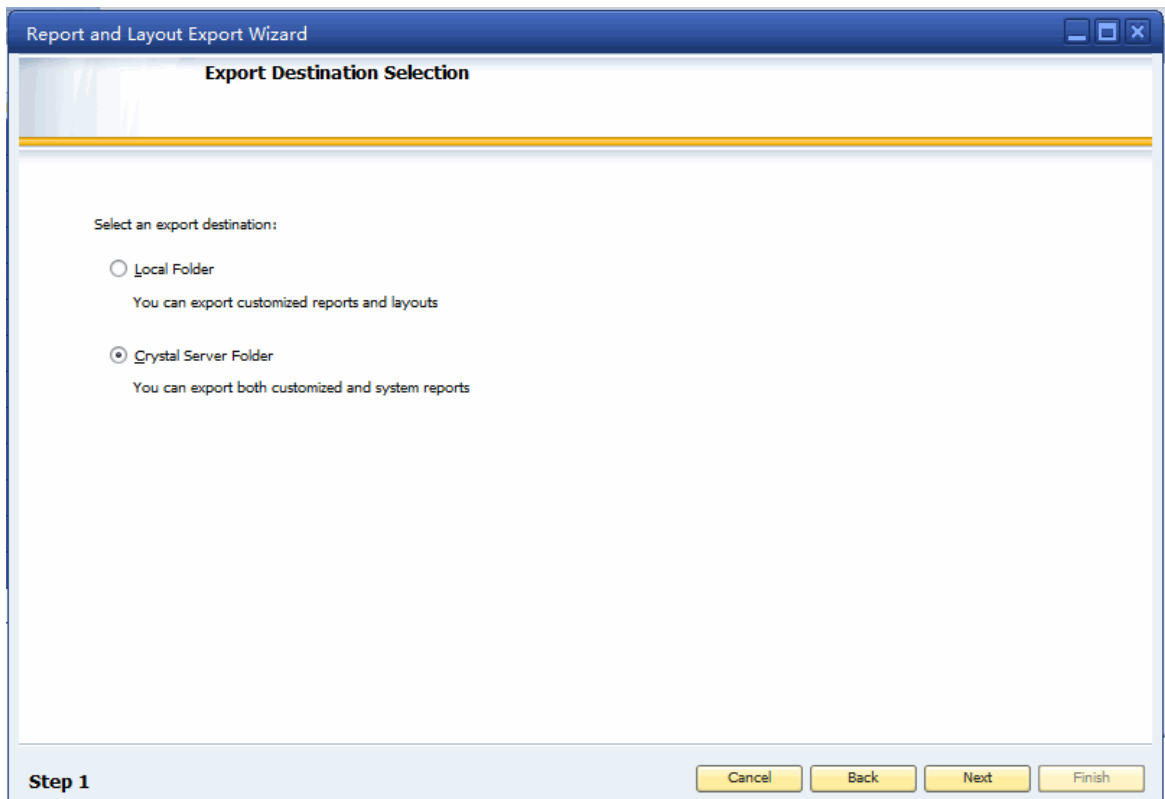 Report and Layout Export Wizard
Export Destination Selection
Select an export destination:
Local Folder
You can export customized reports and layouts
Crystal Server Folder
You can export both customized and system reports
Step 1
Cancel
Back
Next
Finish